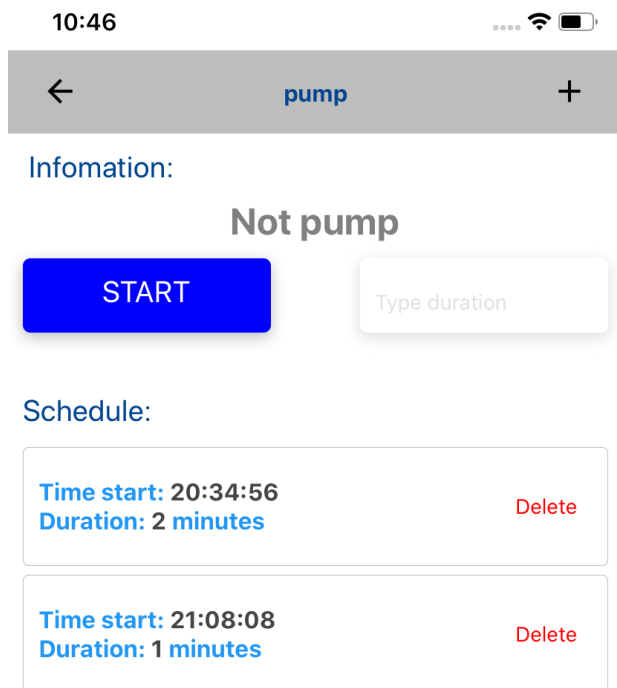 10:46
pump
Infomation:
Not pump
START
Type duration
Schedule:
Time start: 20:34:56
Duration: 2 minutes
Delete
Time start: 21:08:08
Duration: 1 minutes
Delete